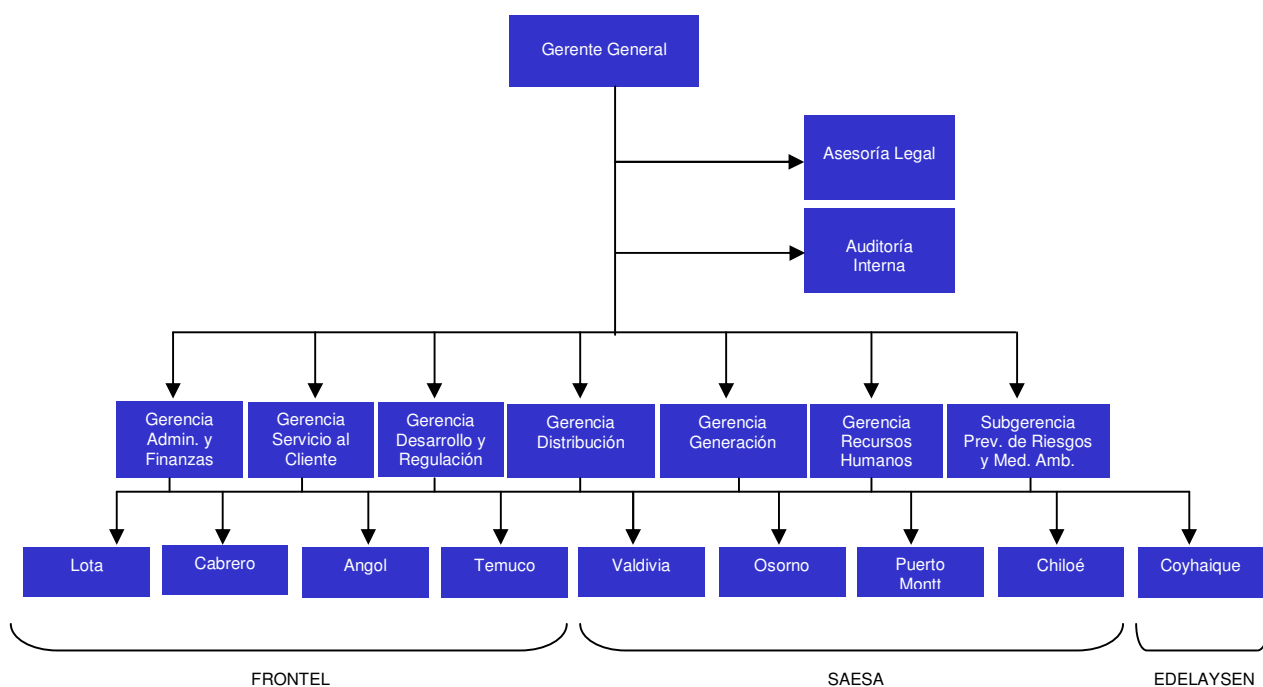 Gerente General
Asesoría Legal
Auditoría
Interna
Gerencia
Admin. y
Finanzas
Gerencia
Servicio al
Cliente
Gerencia
Desarrollo y
Regulación
Gerencia
Distribución
Gerencia
Generación
Gerencia
Recursos
Humanos
Subgerencia
Prev. de Riesgos
y Med. Amb.
Lota
Cabrero
Angol
Temuco
Valdivia
Osorno
Puerto
Montt
Chiloé
Coyhaique
FRONTEL
SAESA
EDELAYSEN